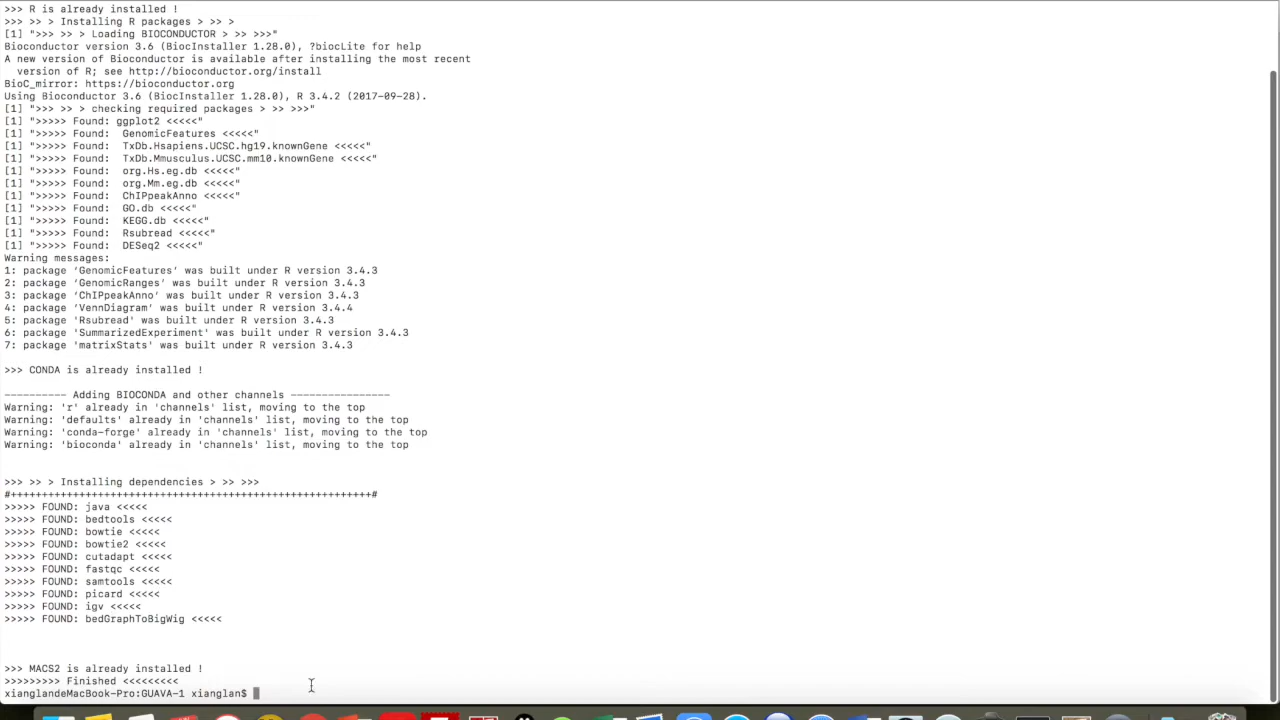 >>> R is already installed !
>>> >> > Installing R packages > >> >
[1] ">>> >> > Loading BIOCONDUCTOR > >> >>>"
Bioconductor version 3.6 (BiocInstaller 1.28.0), ?biocLite for help
A new version of Bioconductor is available after installing the most recent
version of R; see http://bioconductor.org/install
BioC_mirror: https://bioconductor.org
Using Bioconductor 3.6 (BiocInstaller 1.28.0), R 3.4.2 (2017-09-28).
[1] ">>> >> > checking required packages > >> >>>"
[1] ">>>>> Found: ggplot2 <<<<<"
[1] ">>>>> Found:  GenomicFeatures <<<<<"
[1] ">>>>> Found:  TxDb.Hsapiens.UCSC.hg19.knownGene <<<<<"
[1] ">>>>> Found:  TxDb.Mmusculus.UCSC.mm10.knownGene <<<<<"
[1] ">>>>> Found:  org.Hs.eg.db <<<<<"
[1] ">>>>> Found:  org.Mm.eg.db <<<<<"
[1] ">>>>> Found:  ChIPpeakAnno <<<<<"
[1] ">>>>> Found:  GO.db <<<<<"
[1] ">>>>> Found:  KEGG.db <<<<<"
[1] ">>>>> Found:  Rsubread <<<<<"
[1] ">>>>> Found:  DESeq2 <<<<<"
Warning messages:
1: package ‘GenomicFeatures’ was built under R version 3.4.3
2: package ‘GenomicRanges’ was built under R version 3.4.3
3: package ‘ChIPpeakAnno’ was built under R version 3.4.3
4: package ‘VennDiagram’ was built under R version 3.4.4
5: package ‘Rsubread’ was built under R version 3.4.3
6: package ‘SummarizedExperiment’ was built under R version 3.4.3
7: package ‘matrixStats’ was built under R version 3.4.3
>>> CONDA is already installed !
---------- Adding BIOCONDA and other channels ----------------
Warning: 'r' already in 'channels' list, moving to the top
Warning: 'defaults' already in 'channels' list, moving to the top
Warning: 'conda-forge' already in 'channels' list, moving to the top
Warning: 'bioconda' already in 'channels' list, moving to the top
>>> >> > Installing dependencies > >> >>>
#++++++++++++++++++++++++++++++++++++++++++++++++++++++++++#
>>>>> FOUND: java <<<<<
>>>>> FOUND: bedtools <<<<<
>>>>> FOUND: bowtie <<<<<
>>>>> FOUND: bowtie2 <<<<<
>>>>> FOUND: cutadapt <<<<<
>>>>> FOUND: fastqc <<<<<
>>>>> FOUND: samtools <<<<<
>>>>> FOUND: picard <<<<<
>>>>> FOUND: igv <<<<<
>>>>> FOUND: bedGraphToBigWig <<<<<
>>> MACS2 is already installed !
>>>>>>>>> Finished <<<<<<<<<
xianglandeMacBook-Pro:GUAVA-1 xianglan$